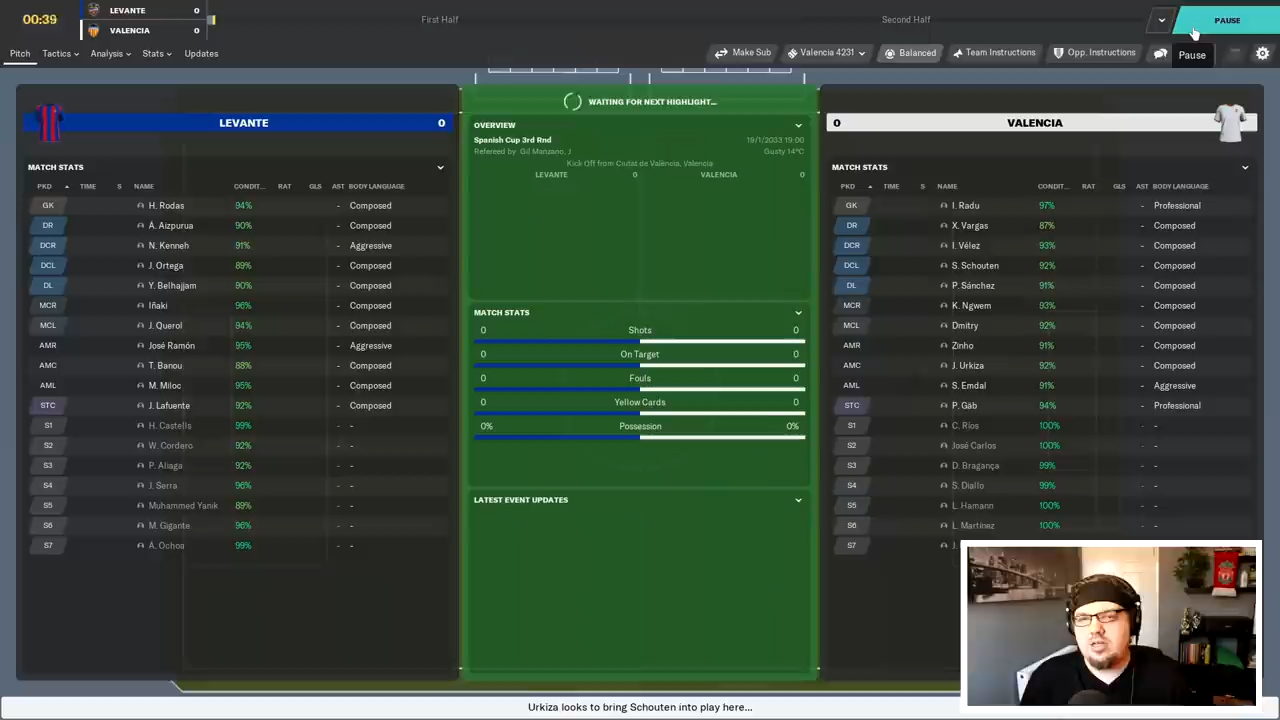 00:39
LEVANTE 0
VALENCIA 0
First Half
Second Half
PAUSE
Pitch Tactics Analysis Stats Updates
Make Sub Valencia 4231 Balanced Team Instructions Opp. Instructions
Pause
LEVANTE 0
WAITING FOR NEXT HIGHLIGHT...
0 VALENCIA
OVERVIEW
Spanish Cup 3rd Rnd 19/1/2033 19:00
Refereed by Gil Manzano, J Gusty 14°C
Kick Off from Ciutat de València, Valencia
LEVANTE 0 VALENCIA 0
MATCH STATS
PKD TIME S NAME CONDIT... RAT GLS AST BODY LANGUAGE
GK H. Rodas 94% - Composed
DR Á. Aizpurua 90% Composed
DCR N. Kenneh 91% - Aggressive
DCL J. Ortega 89% - Composed
DL Y. Belhajjam 90% - Composed
MCR Iñaki 96% - Composed
MCL J. Querol 94% - Composed
AMR José Ramón 95% - Aggressive
AMC T. Banou 88% - Composed
AML M. Miloc 95% - Composed
STC J. Lafuente 92% - Composed
S1 H. Castells 99% - -
S2 W. Cordero 92% - -
S3 P. Aliaga 92% - -
S4 J. Serra 96% - -
S5 Muhammed Yanik 89% - -
S6 M. Gigante 96% - -
S7 Á. Ochoa 99% - -
MATCH STATS
0 Shots 0
0 On Target 0
0 Fouls 0
0 Yellow Cards 0
0% Possession 0%
LATEST EVENT UPDATES
MATCH STATS
PKD TIME S NAME CONDIT... RAT GLS AST BODY LANGUAGE
GK I. Radu 97% - Professional
DR X. Vargas 87% - Composed
DCR I. Vélez 93% - Composed
DCL S. Schouten 92% - Composed
DL P. Sánchez 91% - Composed
MCR K. Ngwem 93% - Composed
MCL Dmitry 92% - Composed
AMR Zinho 91% - Composed
AMC J. Urkiza 92% - Composed
AML S. Emdal 91% - Aggressive
STC P. Gäb 94% - Professional
S1 C. Ríos 100% - -
S2 José Carlos 100% - -
S3 D. Bragança 99% - -
S4 S. Diallo 99% - -
S5 L. Hamann 100% - -
S6 L. Martínez 100% - -
S7
Urkiza looks to bring Schouten into play here...